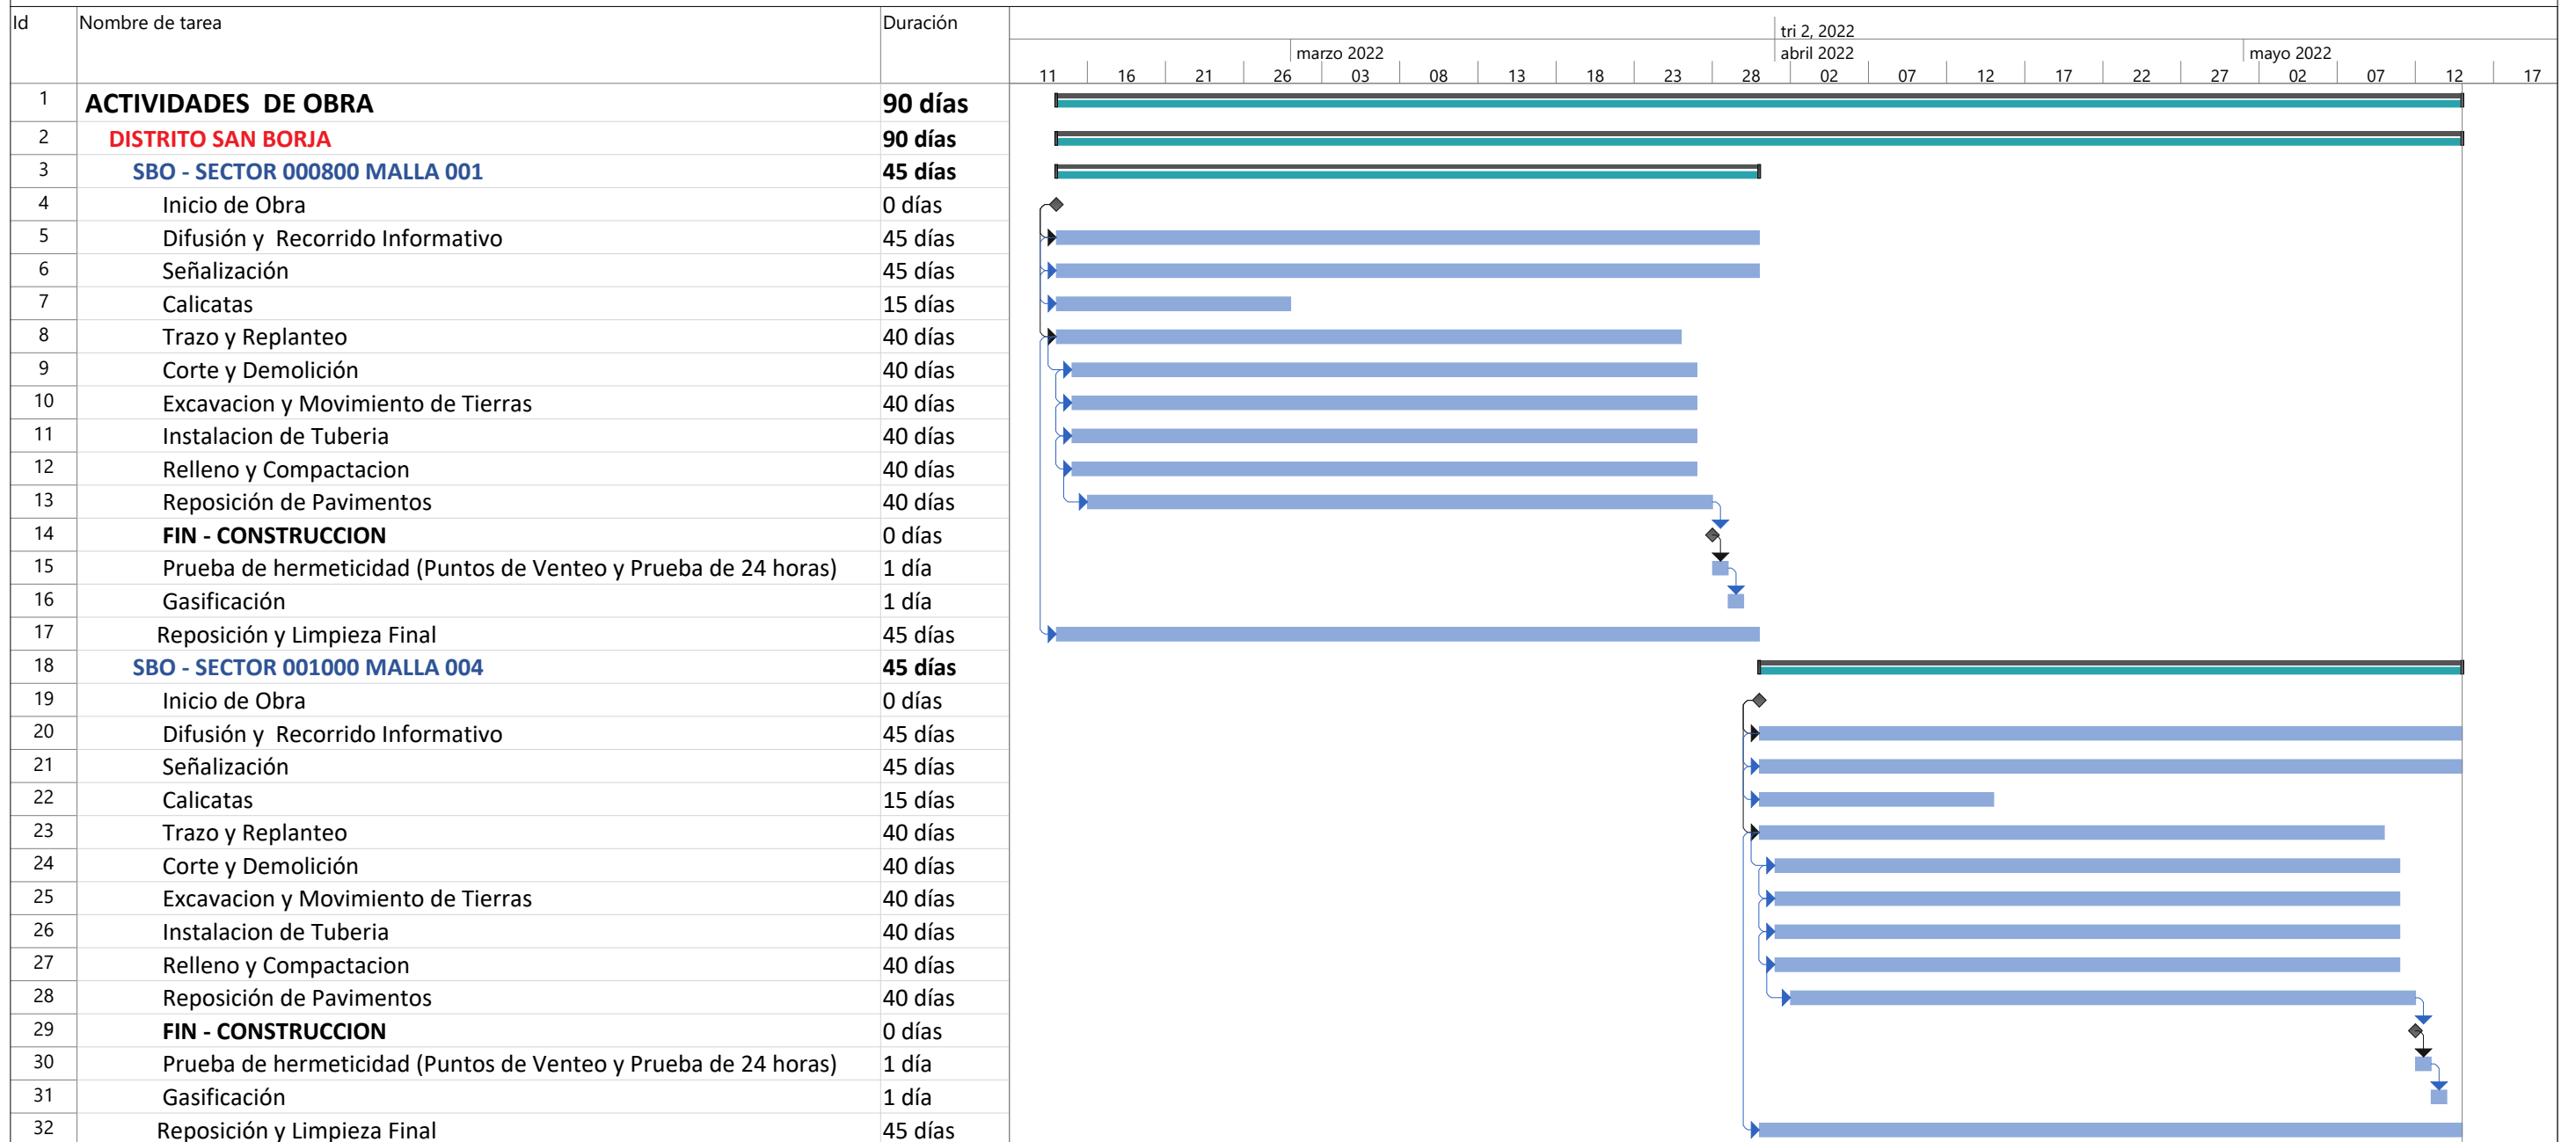 Id Nombre de tarea Duración
tri 2, 2022
marzo 2022 abril 2022 mayo 2022
11 16 21 26 03 08 13 18 23 28 02 07 12 17 22 27 02 07 12 17
1 ACTIVIDADES DE OBRA 90 días
2 DISTRITO SAN BORJA 90 días
3 SBO - SECTOR 000800 MALLA 001 45 días
4 Inicio de Obra 0 días
5 Difusión y Recorrido Informativo 45 días
6 Señalización 45 días
7 Calicatas 15 días
8 Trazo y Replanteo 40 días
9 Corte y Demolición 40 días
10 Excavacion y Movimiento de Tierras 40 días
11 Instalacion de Tuberia 40 días
12 Relleno y Compactacion 40 días
13 Reposición de Pavimentos 40 días
14 FIN - CONSTRUCCION 0 días
15 Prueba de hermeticidad (Puntos de Venteo y Prueba de 24 horas) 1 día
16 Gasificación 1 día
17 Reposición y Limpieza Final 45 días
18 SBO - SECTOR 001000 MALLA 004 45 días
19 Inicio de Obra 0 días
20 Difusión y Recorrido Informativo 45 días
21 Señalización 45 días
22 Calicatas 15 días
23 Trazo y Replanteo 40 días
24 Corte y Demolición 40 días
25 Excavacion y Movimiento de Tierras 40 días
26 Instalacion de Tuberia 40 días
27 Relleno y Compactacion 40 días
28 Reposición de Pavimentos 40 días
29 FIN - CONSTRUCCION 0 días
30 Prueba de hermeticidad (Puntos de Venteo y Prueba de 24 horas) 1 día
31 Gasificación 1 día
32 Reposición y Limpieza Final 45 días